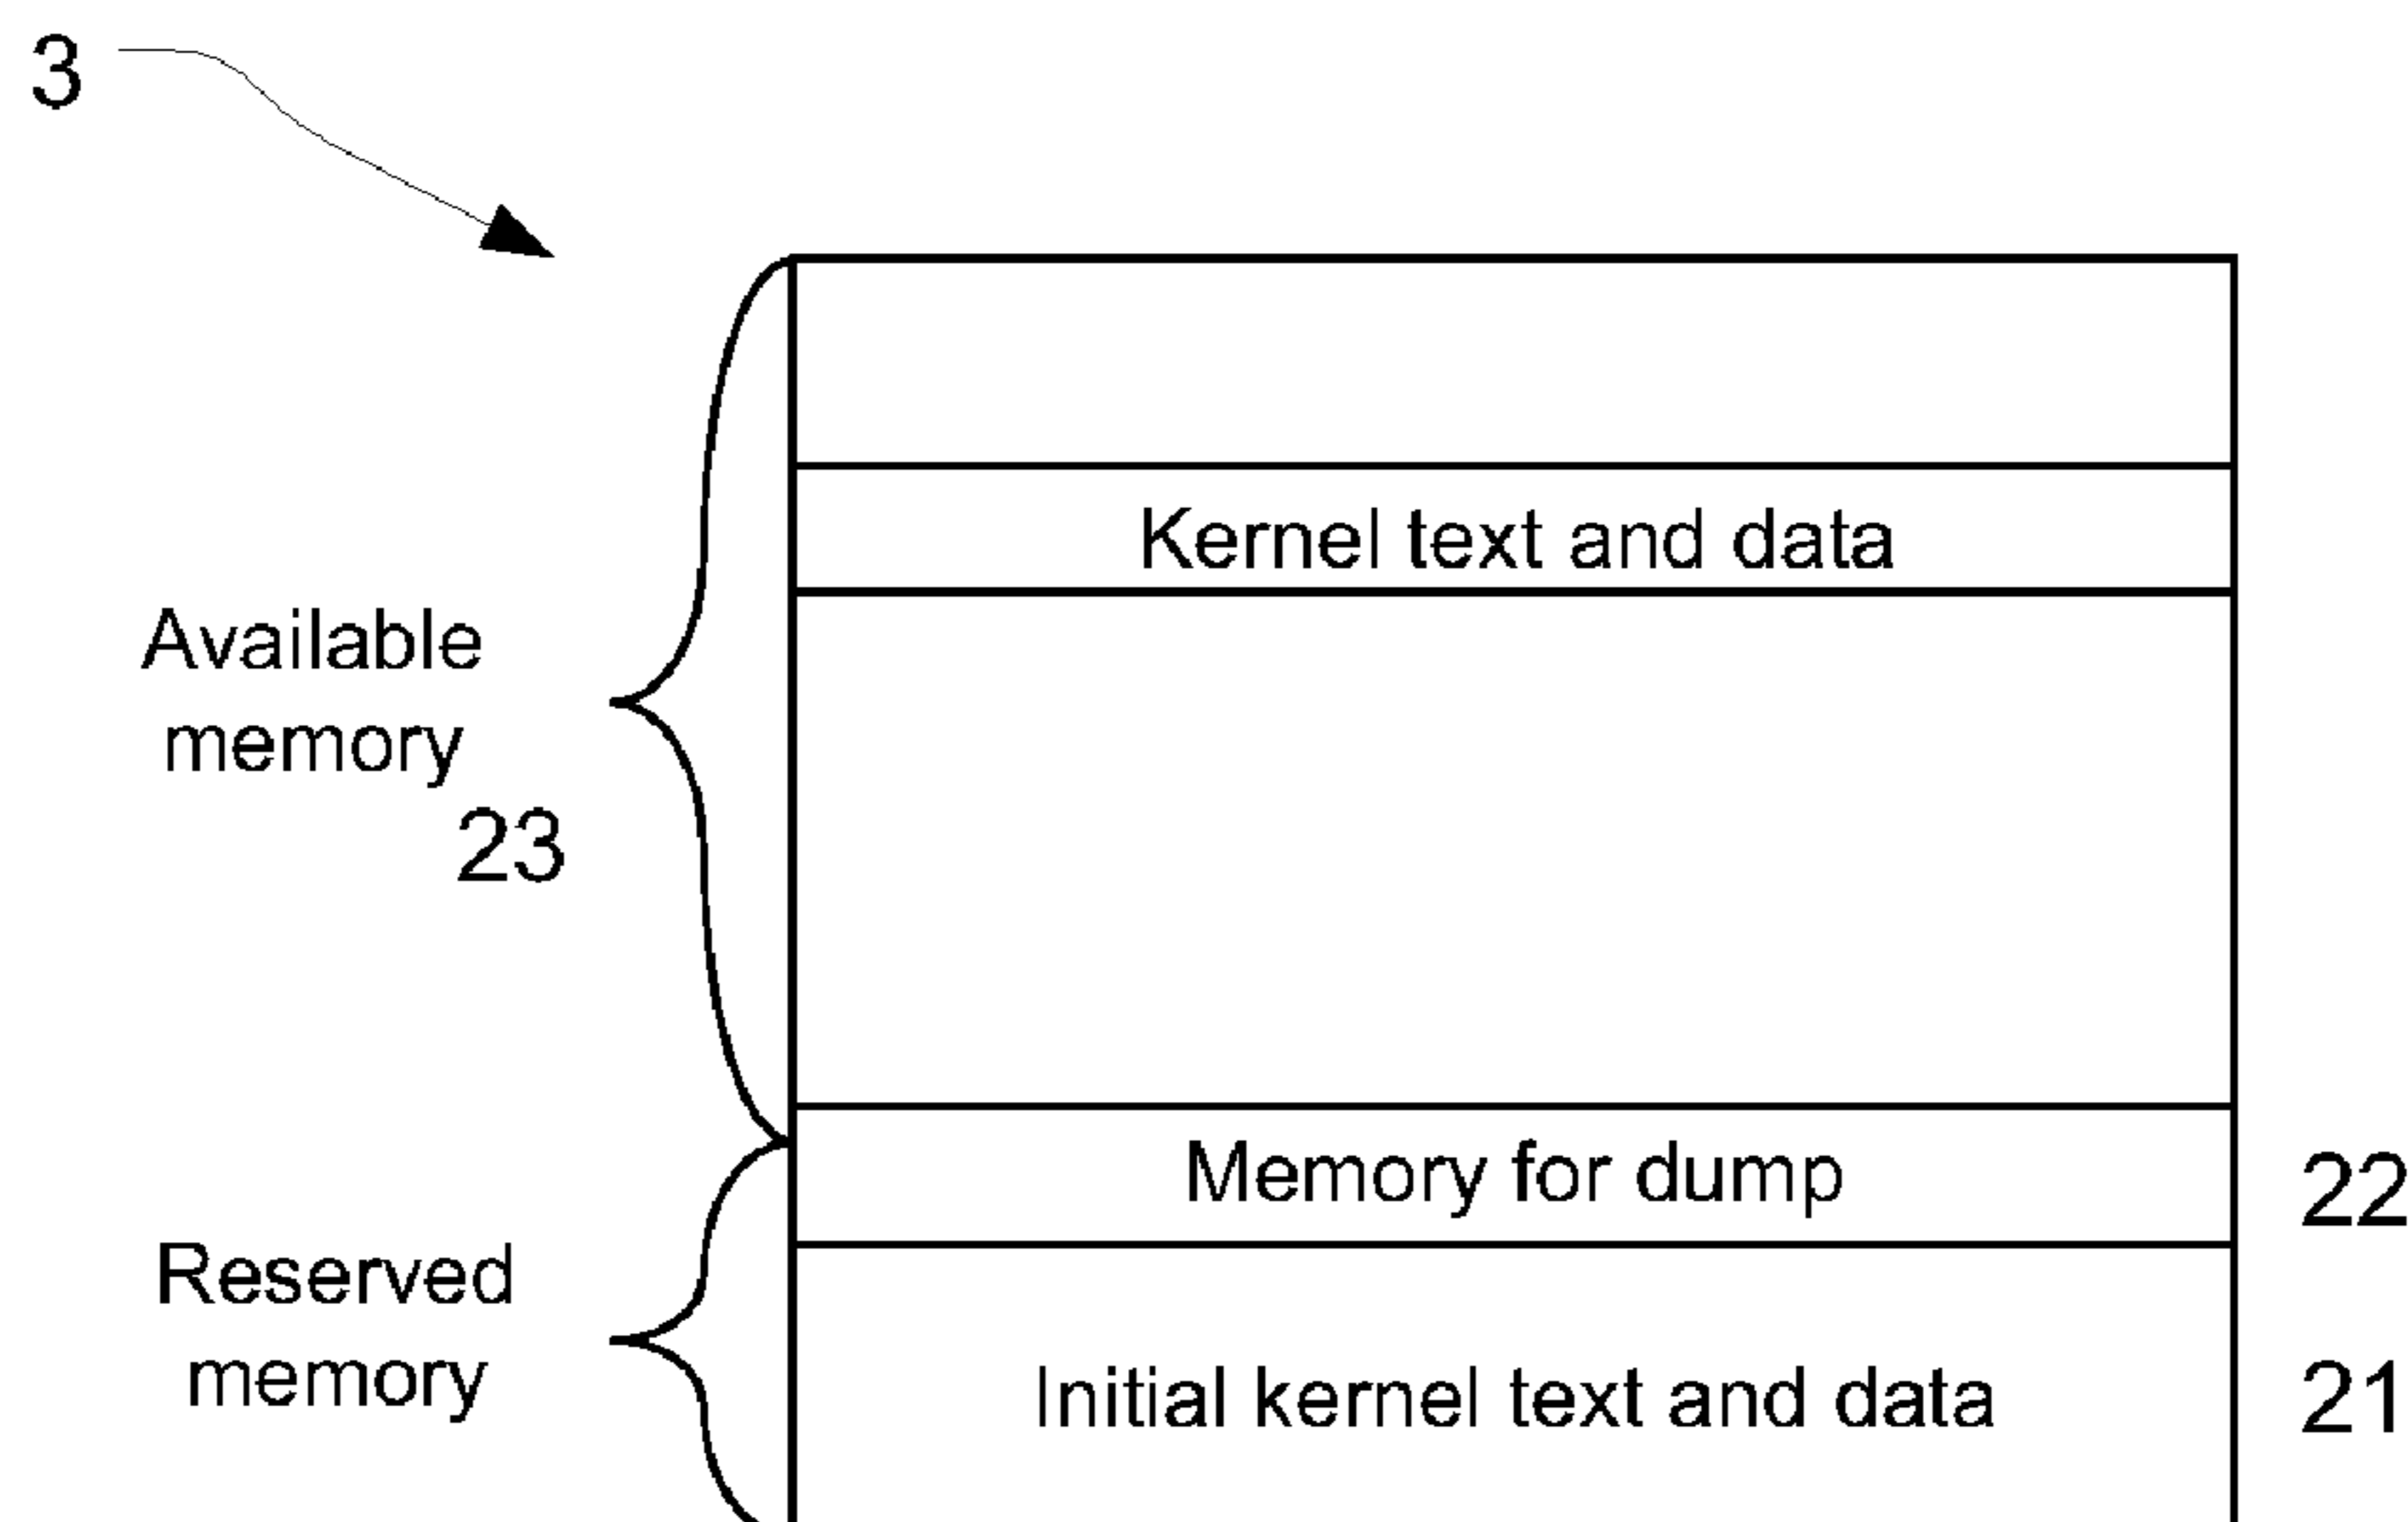 3
Kernel text and data
Available
memory
23
Memory for dump
22
Reserved
memory
Initial kernel text and data
21